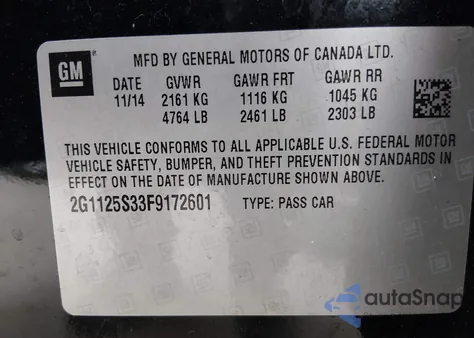 GM
MFD BY GENERAL MOTORS OF CANADA LTD.
DATE GVWR GAWR FRT GAWR RR
11/14 2161 KG 1116 KG 1045 KG
4764 LB 2461 LB 2303 LB
THIS VEHICLE CONFORMS TO ALL APPLICABLE U.S. FEDERAL MOTOR
VEHICLE SAFETY, BUMPER, AND THEFT PREVENTION STANDARDS IN
EFFECT ON THE DATE OF MANUFACTURE SHOWN ABOVE.
2G1125S33F9172601 TYPE: PASS CAR
autoSnap